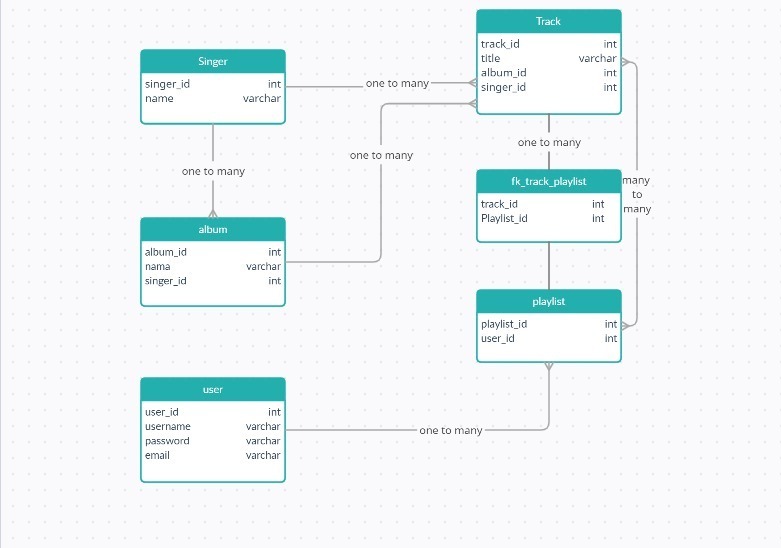 Track
track_id int
title varchar
album_id int
singer_id int
Singer
singer_id int
name varchar
one to many
one to many
one to many
one to many
fk_track_playlist
track_id int
Playlist_id int
many
to
many
album
album_id int
nama varchar
singer_id int
playlist
playlist_id int
user_id int
user
user_id int
username varchar
password varchar
email varchar
one to many